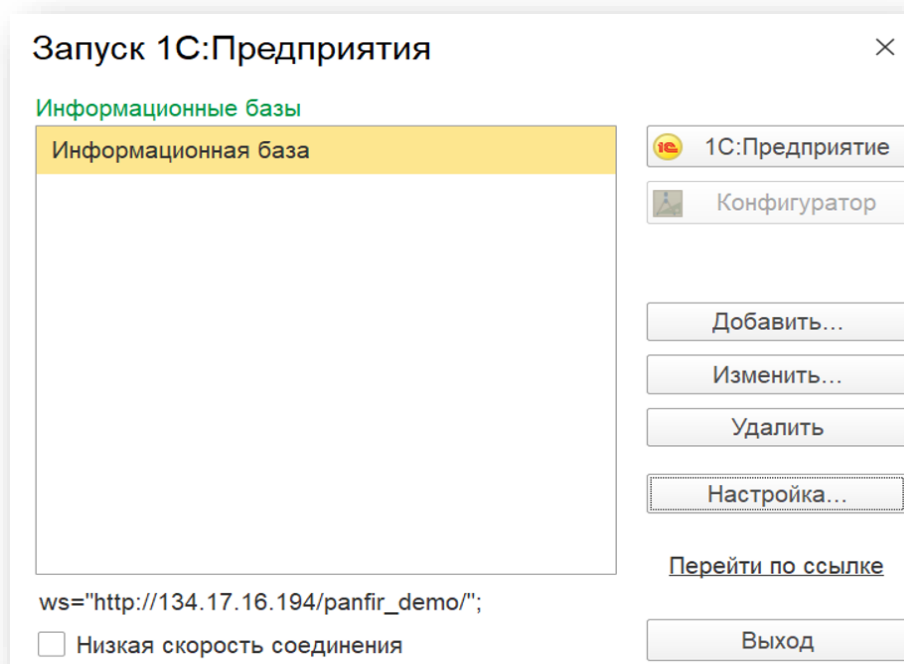 Запуск 1С:Предприятия
Информационные базы
Информационная база
1С:Предприятие
Конфигуратор
Добавить...
Изменить...
Удалить
Настройка...
Перейти по ссылке
ws="http://134.17.16.194/panfir_demo/";
Низкая скорость соединения
Выход